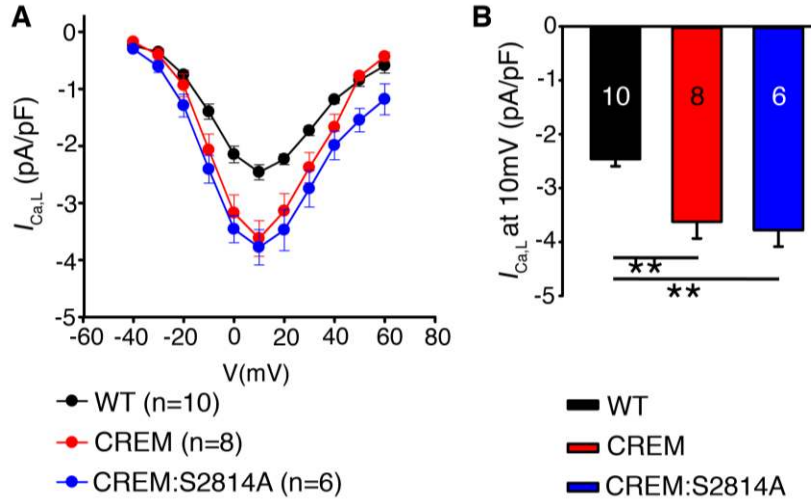 A
I_Ca,L (pA/pF)
0
-1
-2
-3
-4
-5
-60 -40 -20 0 20 40 60 80
V(mV)
WT (n=10)
CREM (n=8)
CREM:S2814A (n=6)
B
I_Ca,L at 10mV (pA/pF)
0
-1
-2
-3
-4
-5
10 8 6
**
**
WT
CREM
CREM:S2814A